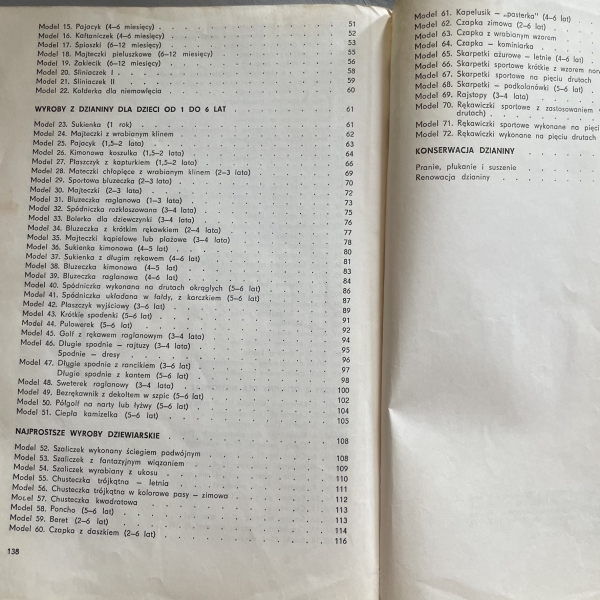 Model 15. Pajacyk (4–6 miesięcy) . . . 51
Model 16. Kaftaniczek (4–6 miesięcy) . . . 52
Model 17. Śpioszki (6–12 miesięcy) . . . 53
Model 18. Majteczki pieluszkowe (6–12 miesięcy) . . . 55
Model 19. Żakiecik (6–12 miesięcy) . . . 56
Model 20. Śliniaczek I . . . 58
Model 21. Śliniaczek II . . . 59
Model 22. Kołderka dla niemowlęcia . . . 60
WYROBY Z DZIANINY DLA DZIECI OD 1 DO 6 LAT . . . 61
Model 23. Sukienka (1 rok) . . . 61
Model 24. Majteczki z wrabianym klinem . . . 62
Model 25. Pajacyk (1,5–2 lata) . . . 63
Model 26. Kimonowa koszulka (1,5–2 lata) . . . 64
Model 27. Płaszczyk z kapturkiem (1,5–2 lata) . . . 66
Model 28. Majteczki chłopięce z wrabianym klinem (2–3 lata) . . . 69
Model 29. Sportowa bluzeczka (2–3 lata) . . . 70
Model 30. Majteczki (2–3 lata) . . . 72
Model 31. Bluzeczka raglanowa (1–3 lata) . . . 73
Model 32. Spódniczka rozkloszowana (3–4 lata) . . . 75
Model 33. Bolerko dla dziewczynki (3–4 lata) . . . 76
Model 34. Bluzeczka z krótkim rękawkiem (2–4 lata) . . . 77
Model 35. Majteczki kąpielowe lub plażowe (3–4 lata) . . . 78
Model 36. Sukienka kimonowa (4–5 lat) . . . 80
Model 37. Sukienka z długim rękawem (4–6 lat) . . . 81
Model 38. Bluzeczka kimonowa (4–5 lat) . . . 83
Model 39. Bluzeczka raglanowa (4–6 lat) . . . 84
Model 40. Spódniczka wykonana na drutach okrągłych (5–6 lat) . . . 86
Model 41. Spódniczka układana w fałdy, z karczkiem (5–6 lat) . . . 87
Model 42. Płaszczyk wyjściowy (3–6 lat) . . . 89
Model 43. Krótkie spodenki (5–6 lat) . . . 91
Model 44. Pulowerek (5–6 lat) . . . 92
Model 45. Golf z rękawem raglanowym (3–4 lata) . . . 94
Model 46. Długie spodnie – rajtuzy (3–4 lata) . . . 95
Spodnie – dresy . . . 96
Model 47. Długie spodnie z rancikiem (3–6 lat) . . . 97
Długie spodnie z kantem (5–6 lat) . . . 98
Model 48. Sweterek raglanowy (3–4 lata) . . . 100
Model 49. Bezrękawnik z dekoltem w szpic (5–6 lat) . . . 102
Model 50. Półgolf na narty lub łyżwy (5–6 lat) . . . 104
Model 51. Ciepła kamizelka (5–6 lat) . . . 105
NAJPROSTSZE WYROBY DZIEWIARSKIE . . . 108
Model 52. Szaliczek wykonany ściegiem podwójnym . . . 108
Model 53. Szaliczek z fantazyjnym wiązaniem . . . 108
Model 54. Szaliczek wyrabiany z ukosu . . . 109
Model 55. Chusteczka trójkątna – letnia . . . 110
Model 56. Chusteczka trójkątna w kolorowe pasy – zimowa . . . 111
Model 57. Chusteczka kwadratowa . . . 112
Model 58. Poncho (5–6 lat) . . . 113
Model 59. Beret (2–6 lat) . . . 113
Model 60. Czapka z daszkiem (2–6 lat) . . . 114
116
138
Model 61. Kapelusik – „pasterka" (4–6 lat)
Model 62. Czapka zimowa (2–6 lat)
Model 63. Czapka z wrabianym wzorem
Model 64. Czapka – kominiarka
Model 65. Skarpetki ażurowe – letnie (4–6 lat)
Model 66. Skarpetki sportowe krótkie z wzorem
Model 67. Skarpetki sportowe na pięciu drutach
Model 68. Skarpetki – podkolanówki (5–6 lat)
Model 69. Rajstopy (3–4 lata)
Model 70. Rękawiczki sportowe z zastosowaniem
drutach)
Model 71. Rękawiczki sportowe wykonane na pięci
Model 72. Rękawiczki wykonane na pięciu drutach
KONSERWACJA DZIANINY
Pranie, płukanie i suszenie
Renowacja dzianiny